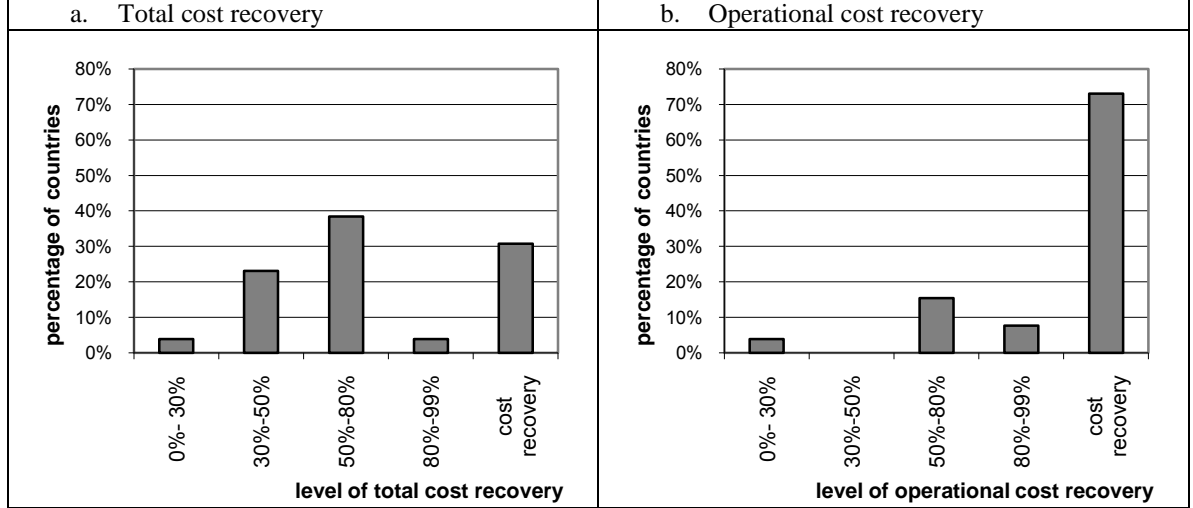 a. Total cost recovery
b. Operational cost recovery
80%
70%
60%
50%
40%
30%
20%
10%
0%
percentage of countries
0%- 30%
30%-50%
50%-80%
80%-99%
cost
recovery
level of total cost recovery
80%
70%
60%
50%
40%
30%
20%
10%
0%
percentage of countries
0%- 30%
30%-50%
50%-80%
80%-99%
cost
recovery
level of operational cost recovery